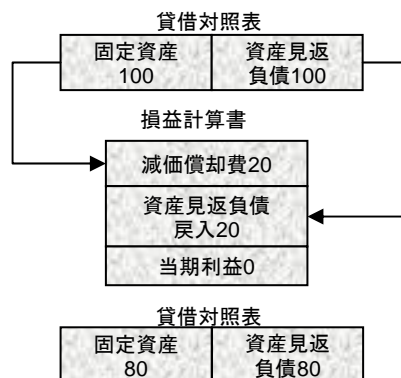 貸借対照表
固定資産
100
資産見返
負債100
損益計算書
減価償却費20
資産見返負債
戻入20
当期利益0
貸借対照表
固定資産
80
資産見返
負債80